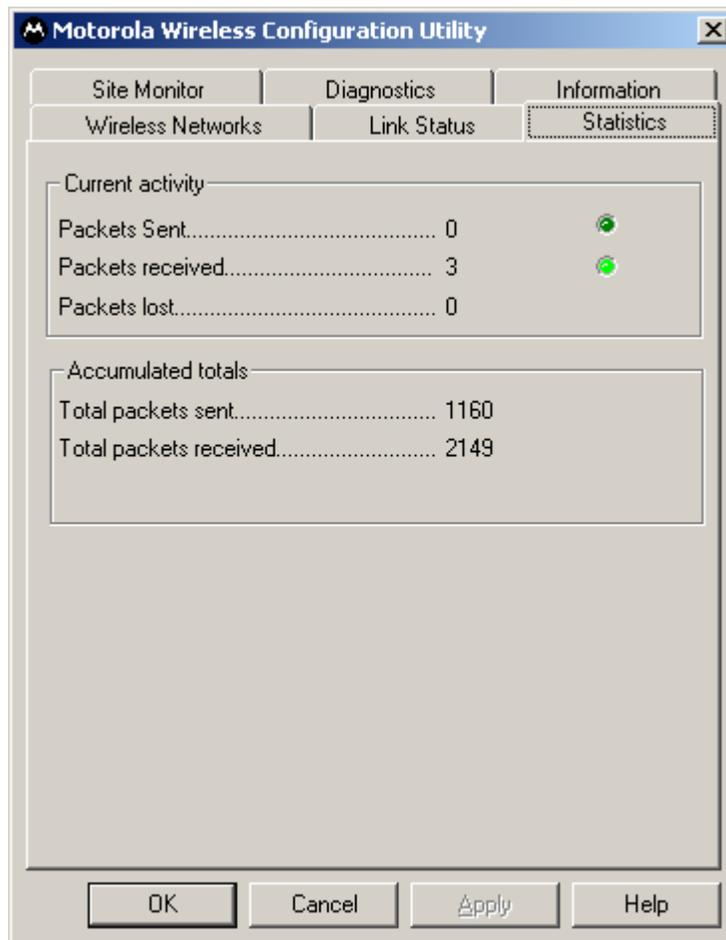 Motorola Wireless Configuration Utility
Site Monitor Diagnostics Information
Wireless Networks Link Status Statistics
Current activity
Packets Sent.......................................... 0
Packets received.................................... 3
Packets lost............................................ 0
Accumulated totals
Total packets sent................................... 1160
Total packets received........................... 2149
OK Cancel Apply Help